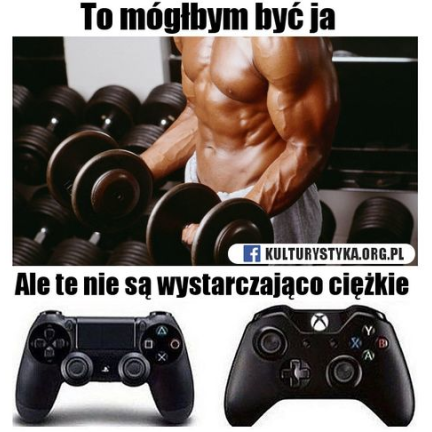 To mógłbym być ja
f KULTURYSTYKA.ORG.PL
Ale te nie są wystarczająco ciężkie
Y
X B
A